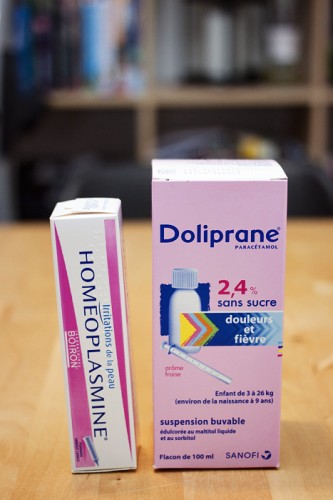 Irritations de la peau
HOMEOPLASMINE®
BOIRON
Doliprane®
PARACÉTAMOL
2,4 %
sans sucre
douleurs
et
fièvre
arôme
fraise
Enfant de 3 à 26 kg
(environ de la naissance à 9 ans)
suspension buvable
édulcorée au maltitol liquide
et au sorbitol
Flacon de 100 ml
SANOFI